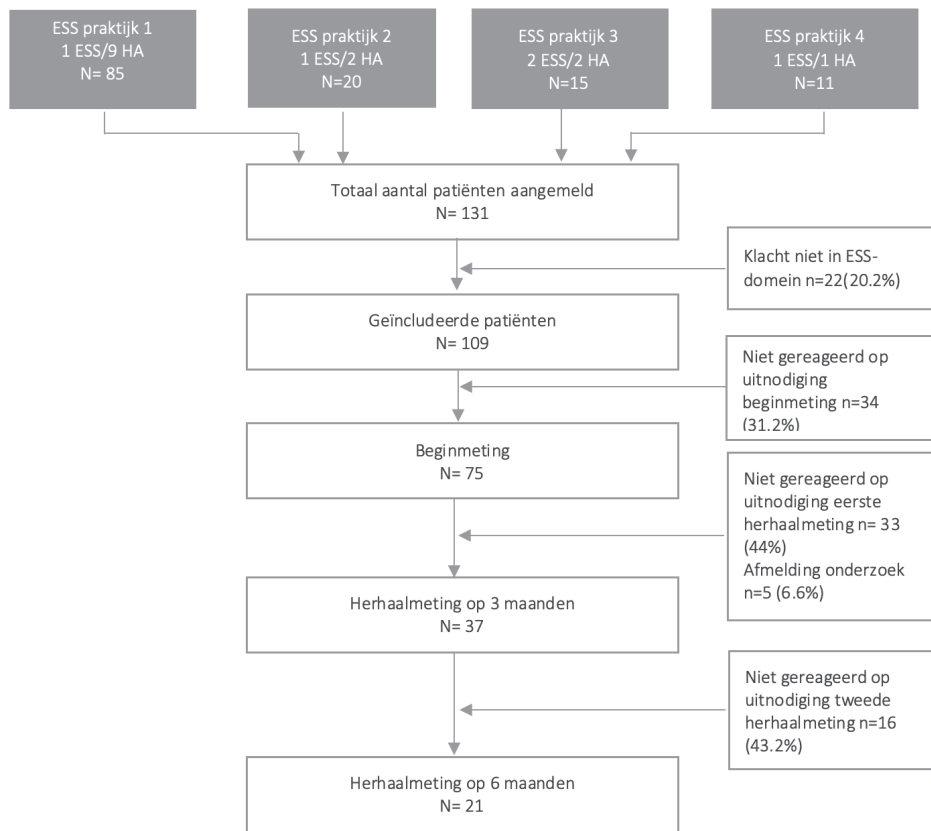 ESS praktijk 1
1 ESS/9 HA
N= 85
ESS praktijk 2
1 ESS/2 HA
N=20
ESS praktijk 3
2 ESS/2 HA
N=15
ESS praktijk 4
1 ESS/1 HA
N=11
Totaal aantal patiënten aangemeld
N= 131
Klacht niet in ESS-
domein n=22(20.2%)
Geïncludeerde patiënten
N= 109
Niet gereageerd op
uitnodiging
beginmeting n=34
(31.2%)
Beginmeting
N= 75
Niet gereageerd op
uitnodiging eerste
herhaalmeting n= 33
(44%)
Afmelding onderzoek
n=5 (6.6%)
Herhaalmeting op 3 maanden
N= 37
Niet gereageerd op
uitnodiging tweede
herhaalmeting n=16
(43.2%)
Herhaalmeting op 6 maanden
N= 21